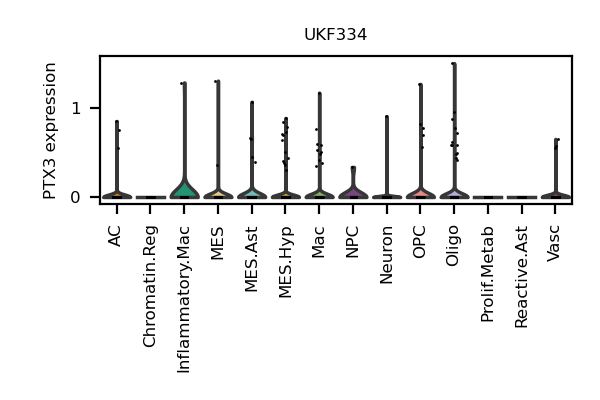 UKF334
PTX3 expression
1
0
AC
Chromatin.Reg
Inflammatory.Mac
MES
MES.Ast
MES.Hyp
Mac
NPC
Neuron
OPC
Oligo
Prolif.Metab
Reactive.Ast
Vasc